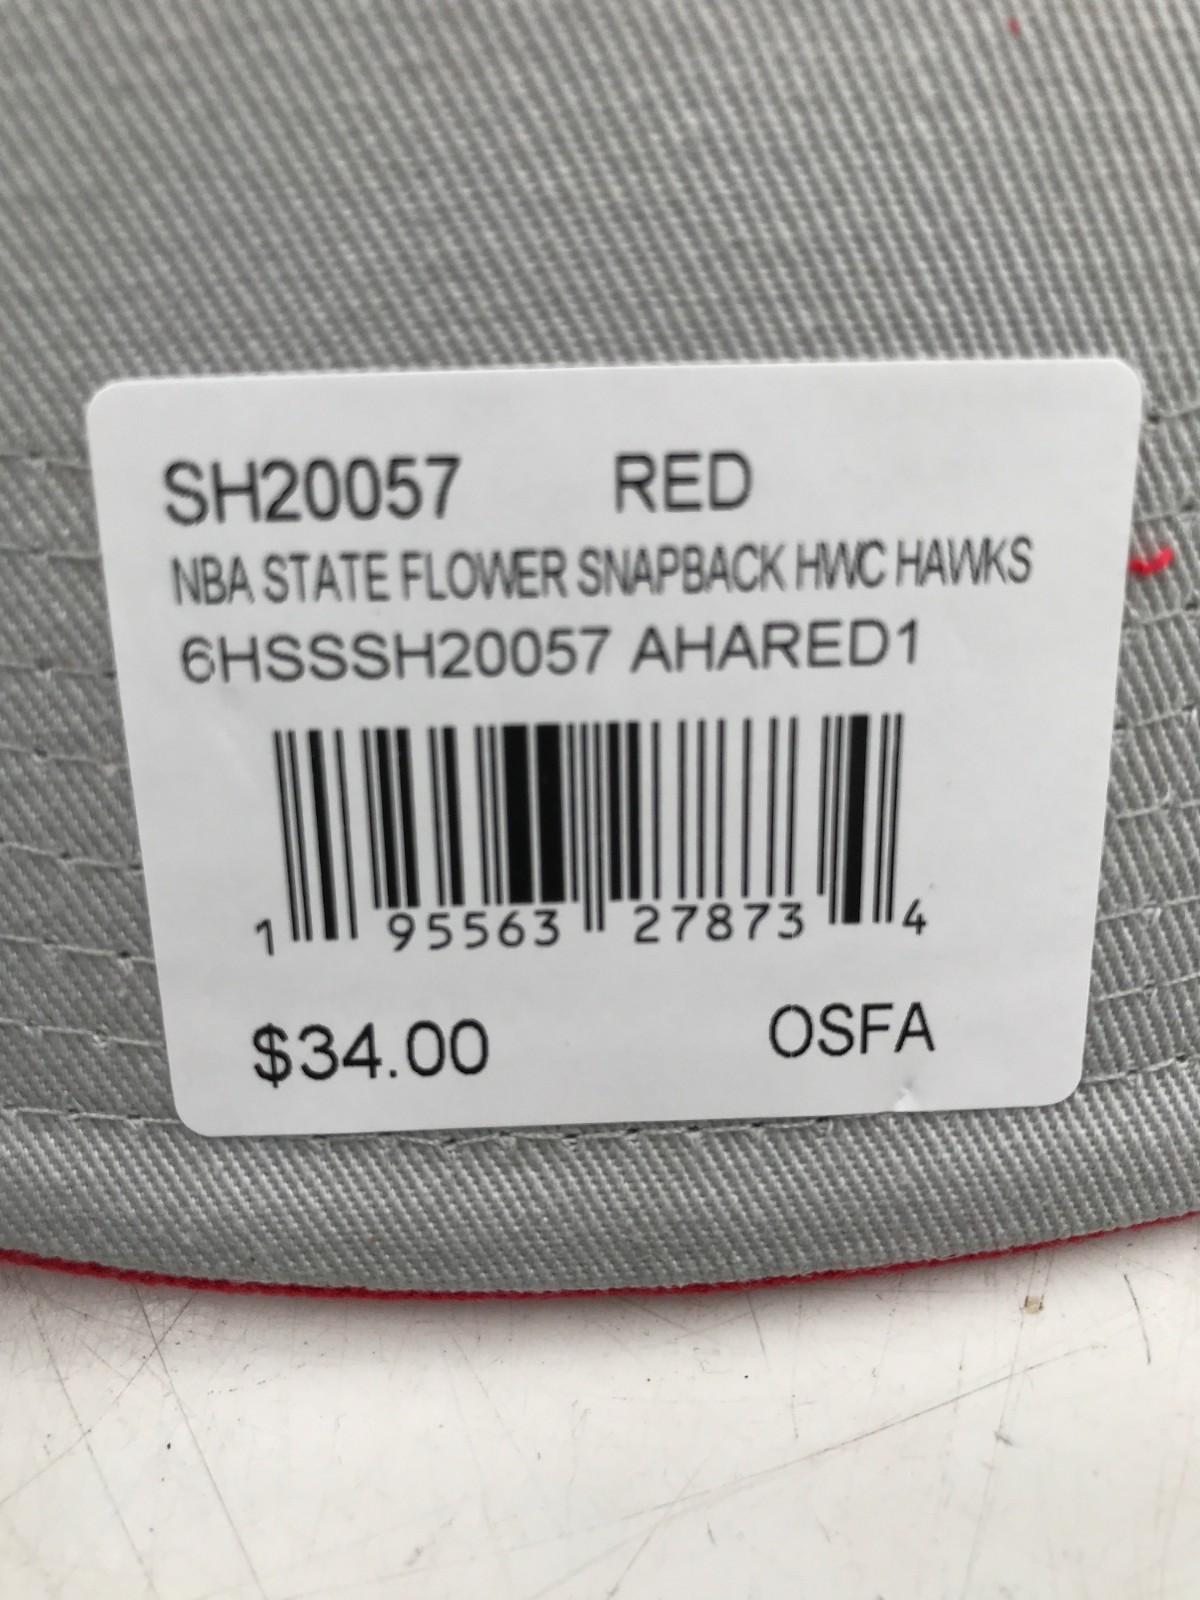 SH20057 RED
NBA STATE FLOWER SNAPBACK HWC HAWKS
6HSSSH20057 AHARED1
1 95563 27873 4
$34.00 OSFA